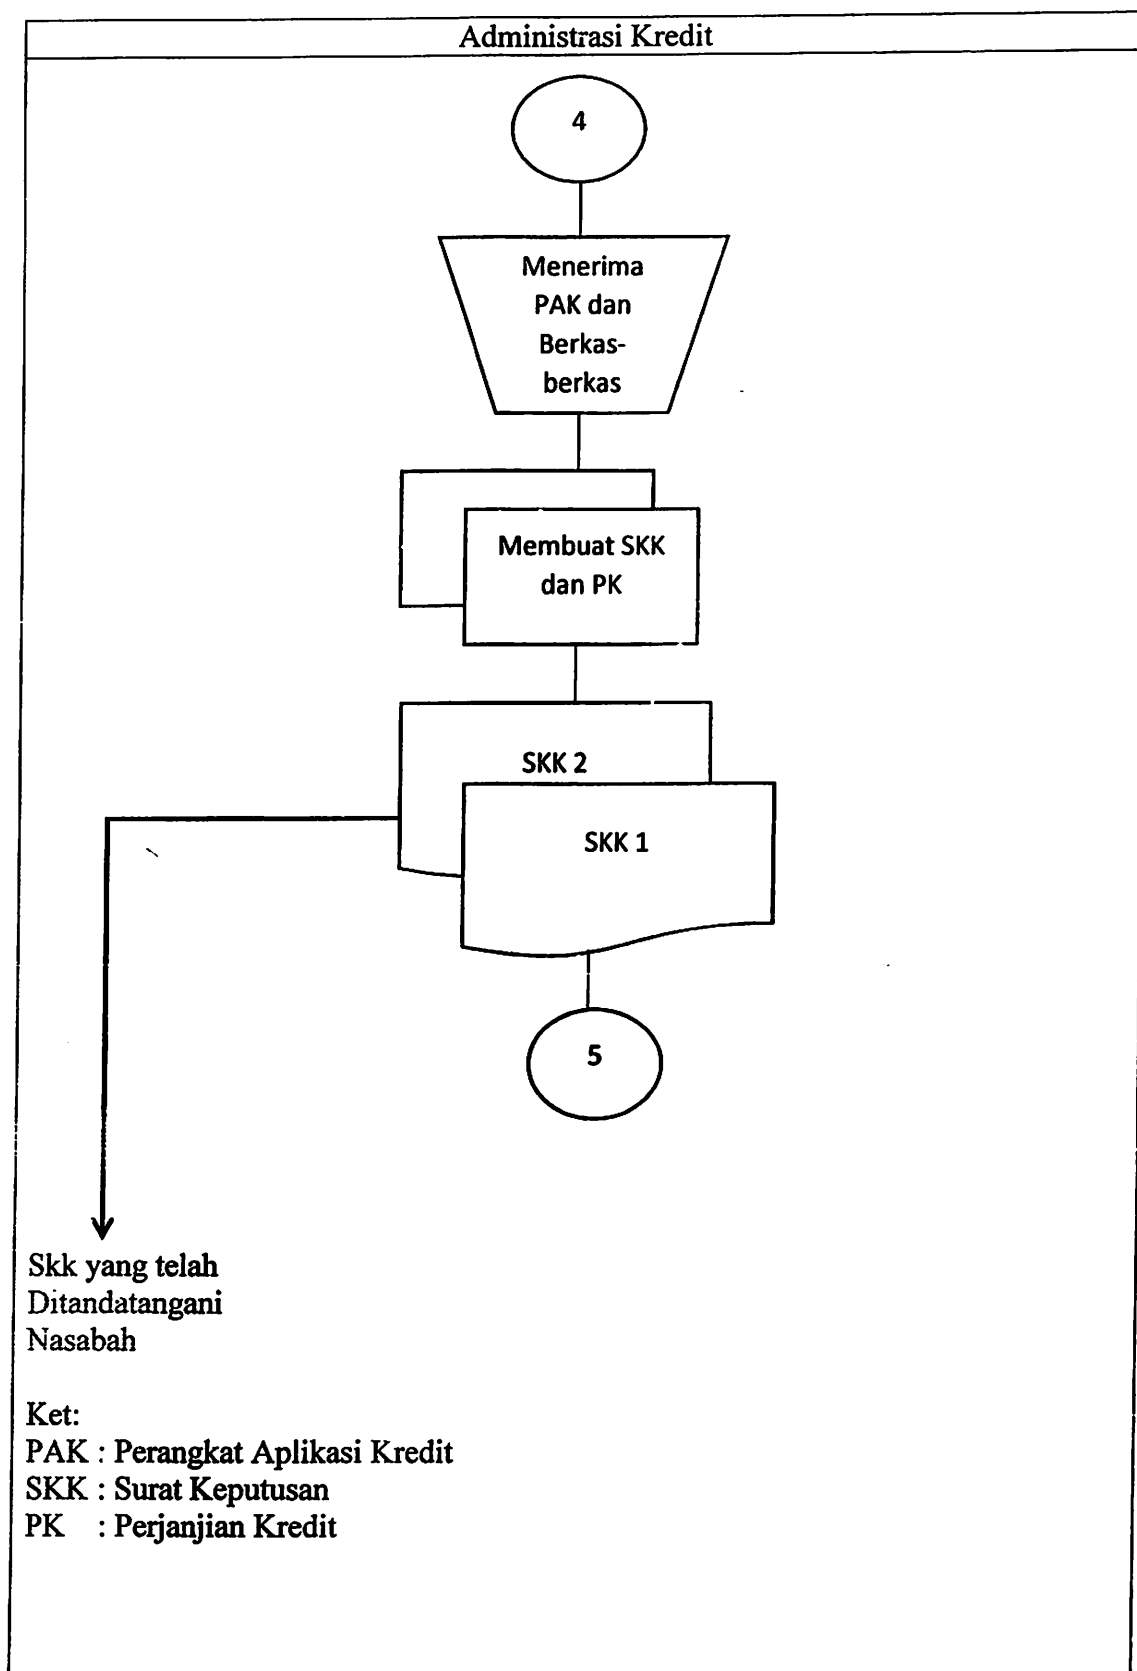 Administrasi Kredit
4
Menerima
PAK dan
Berkas-
berkas
Membuat SKK
dan PK
SKK 2
SKK 1
5
Skk yang telah
Ditandatangani
Nasabah
Ket:
PAK : Perangkat Aplikasi Kredit
SKK : Surat Keputusan
PK : Perjanjian Kredit